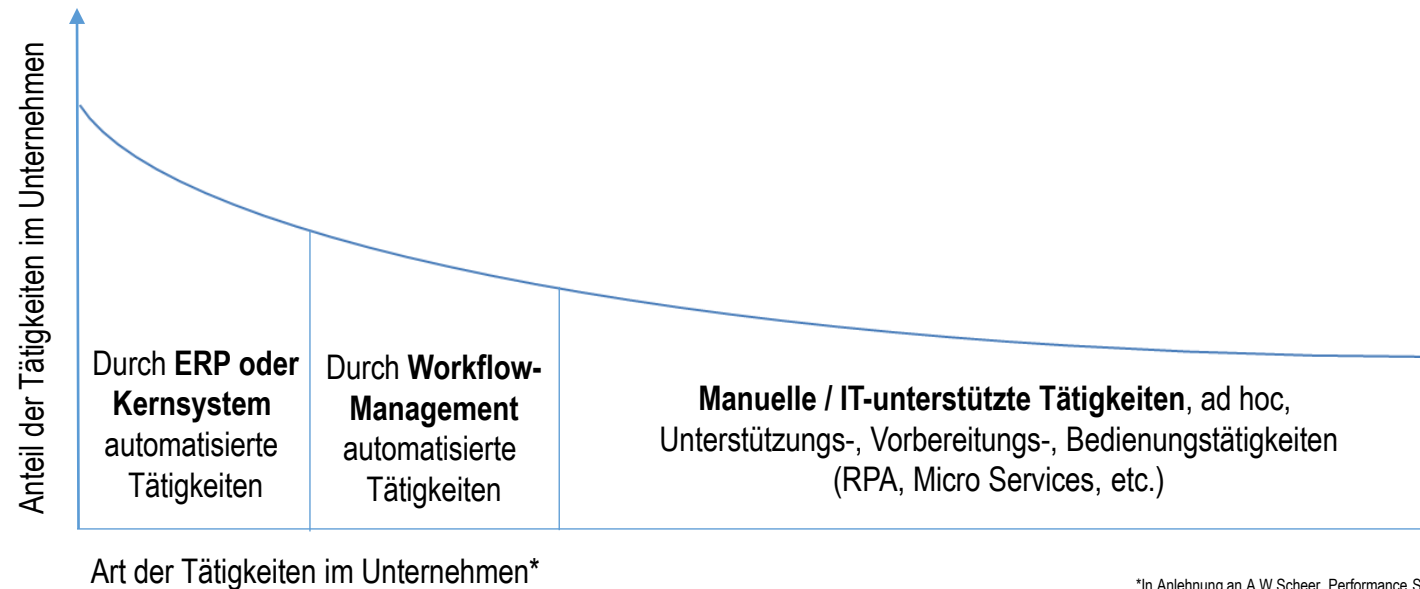 Anteil der Tätigkeiten im Unternehmen
Durch ERP oder
Kernsystem
automatisierte
Tätigkeiten
Durch Workflow-
Management
automatisierte
Tätigkeiten
Manuelle / IT-unterstützte Tätigkeiten, ad hoc,
Unterstützungs-, Vorbereitungs-, Bedienungstätigkeiten
(RPA, Micro Services, etc.)
Art der Tätigkeiten im Unternehmen*
*In Anlehnung an A.W.Scheer, Performance S